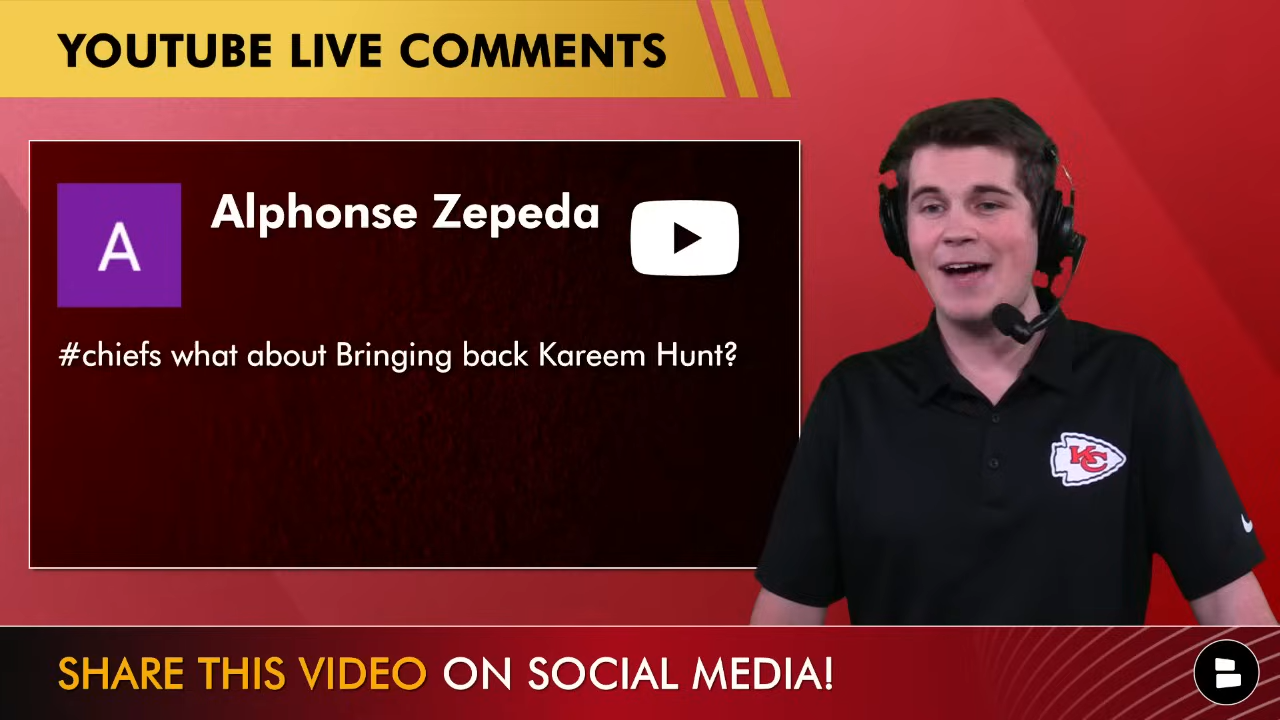 YOUTUBE LIVE COMMENTS
A
Alphonse Zepeda
#chiefs what about Bringing back Kareem Hunt?
KC
SHARE THIS VIDEO ON SOCIAL MEDIA!